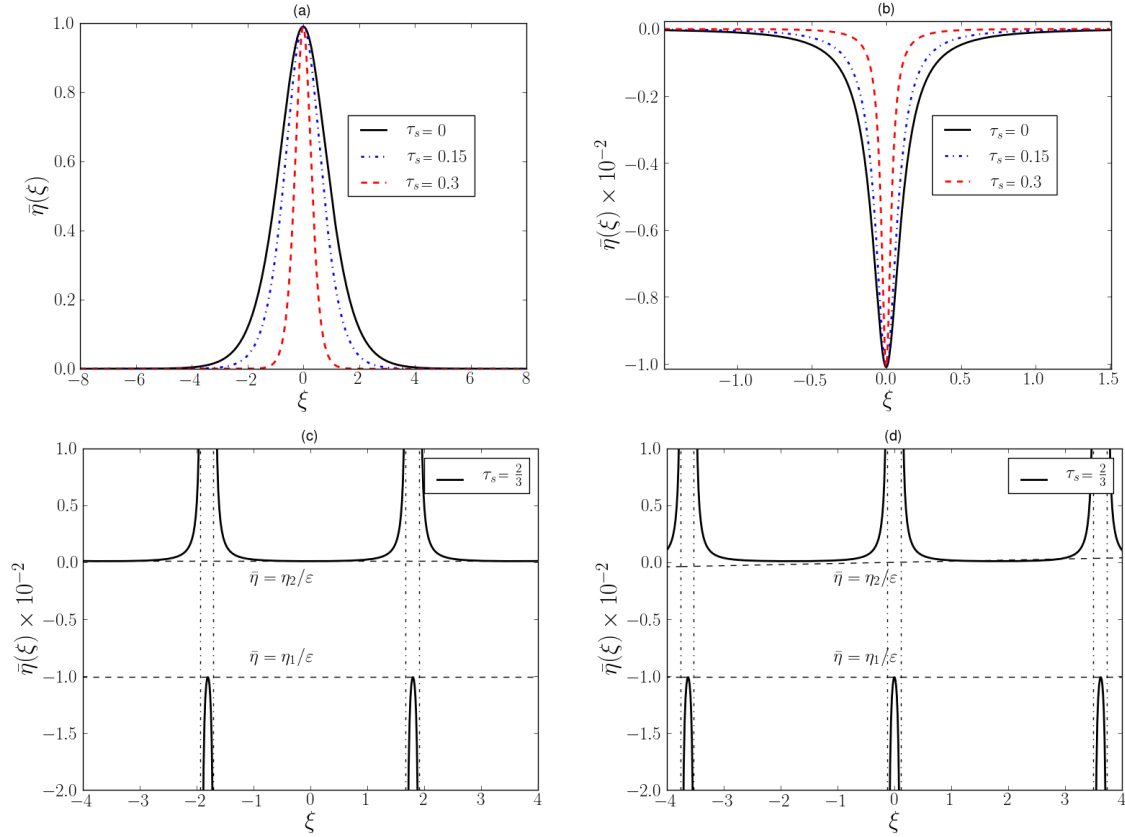 (a)
1.0
0.8
0.6
0.4
0.2
0.0
η̄(ξ)
τₛ = 0
τₛ = 0.15
τₛ = 0.3
−8 −6 −4 −2 0 2 4 6 8
ξ
(b)
−0.0
−0.2
−0.4
−0.6
−0.8
−1.0
η̄(ξ) × 10⁻²
τₛ = 0
τₛ = 0.15
τₛ = 0.3
−1.0 −0.5 0.0 0.5 1.0 1.5
ξ
(c)
1.0
0.5
0.0
−0.5
−1.0
−1.5
−2.0
η̄(ξ) × 10⁻²
τₛ = 2/3
η̄ = η₂/ε
η̄ = η₁/ε
−4 −3 −2 −1 0 1 2 3 4
ξ
(d)
1.0
0.5
0.0
−0.5
−1.0
−1.5
−2.0
η̄(ξ) × 10⁻²
τₛ = 2/3
η̄ = η₂/ε
η̄ = η₁/ε
−4 −3 −2 −1 0 1 2 3 4
ξ